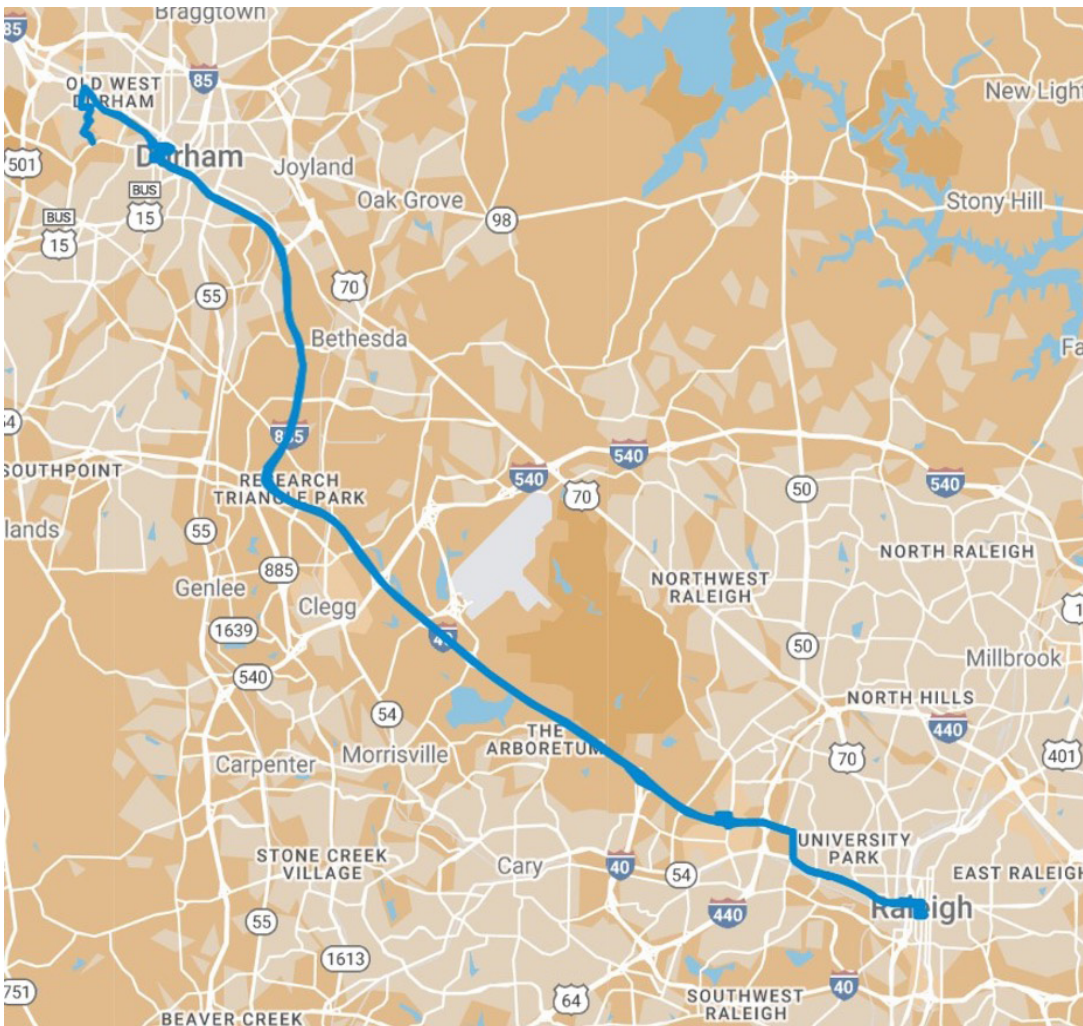 Braggtown
85
OLD WEST
DURHAM
85
New Light
501
Durham
Joyland
BUS
15
Oak Grove
98
Stony Hill
BUS
15
55
70
Bethesda
Fa
54
885
SOUTHPOINT
RESEARCH
TRIANGLE PARK
540
540
70
50
540
lands
55
NORTH RALEIGH
885
Genlee
Clegg
NORTHWEST
RALEIGH
1
1639
40
50
Millbrook
540
NORTH HILLS
54
440
THE
ARBORETUM
Morrisville
Carpenter
70
401
UNIVERSITY
PARK
STONE CREEK
VILLAGE
Cary
40
54
EAST RALEIGH
Raleigh
55
440
1613
40
751
64
SOUTHWEST
RALEIGH
BEAVER CREEK